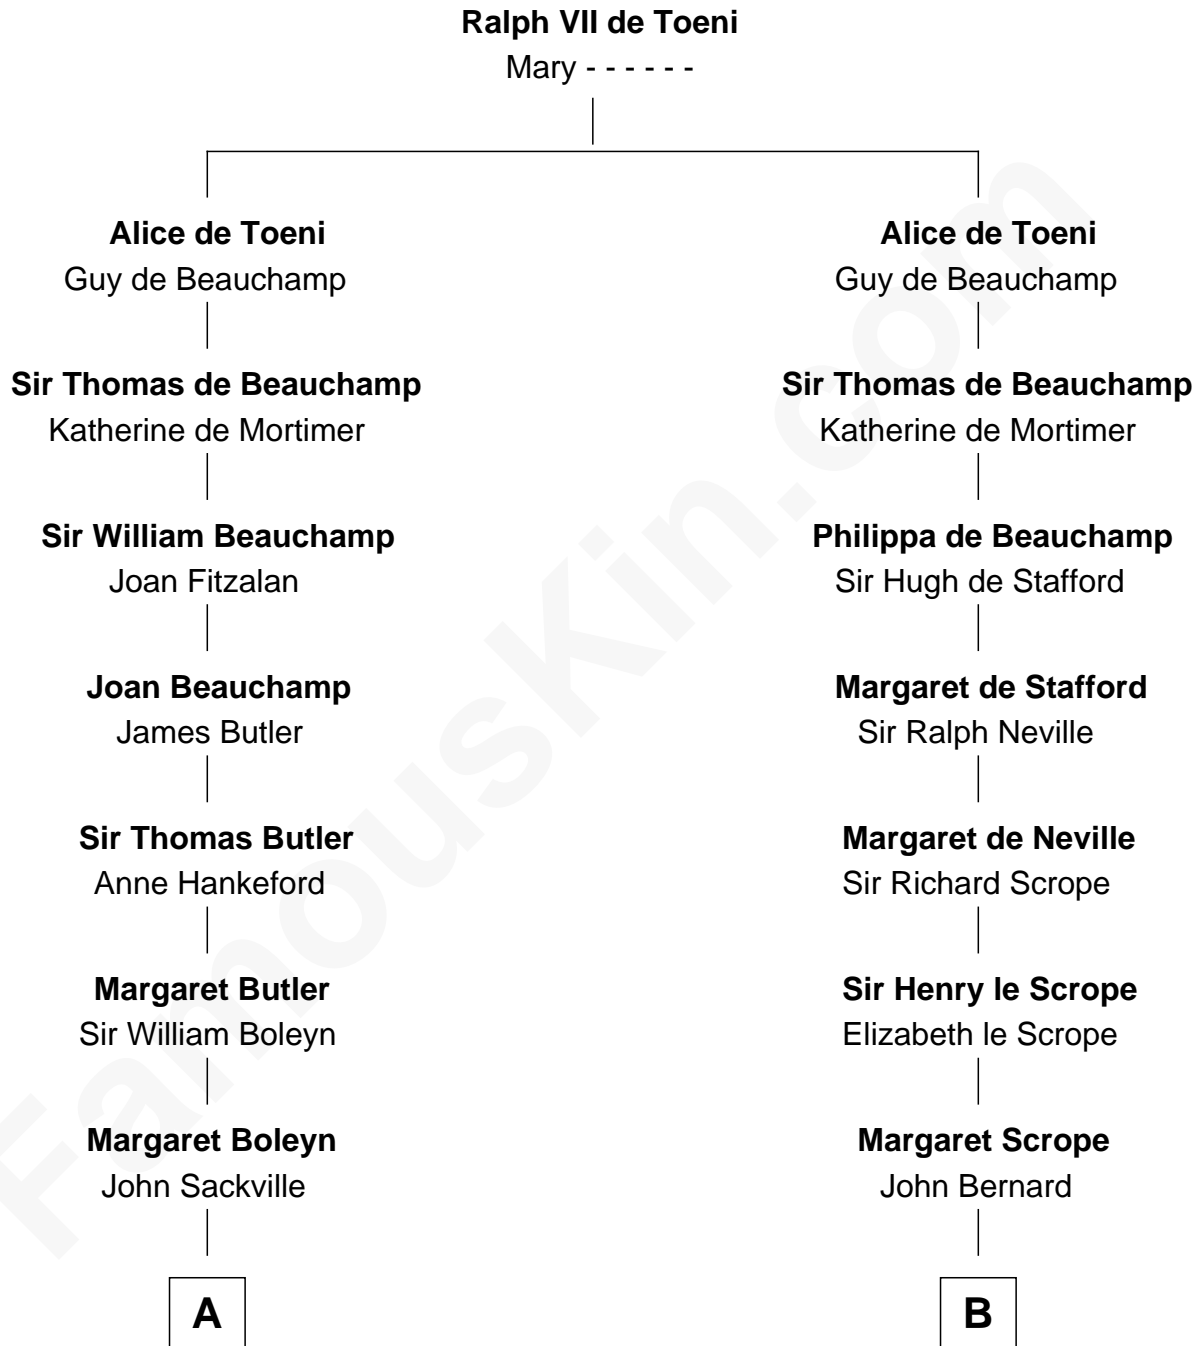 Ralph VII de Toeni
Mary - - - - - -
Alice de Toeni
Guy de Beauchamp
Sir Thomas de Beauchamp
Katherine de Mortimer
Sir William Beauchamp
Joan Fitzalan
Joan Beauchamp
James Butler
Sir Thomas Butler
Anne Hankeford
Margaret Butler
Sir William Boleyn
Margaret Boleyn
John Sackville
A
Alice de Toeni
Guy de Beauchamp
Sir Thomas de Beauchamp
Katherine de Mortimer
Philippa de Beauchamp
Sir Hugh de Stafford
Margaret de Stafford
Sir Ralph Neville
Margaret de Neville
Sir Richard Scrope
Sir Henry le Scrope
Elizabeth le Scrope
Margaret Scrope
John Bernard
B
FamousKin.com